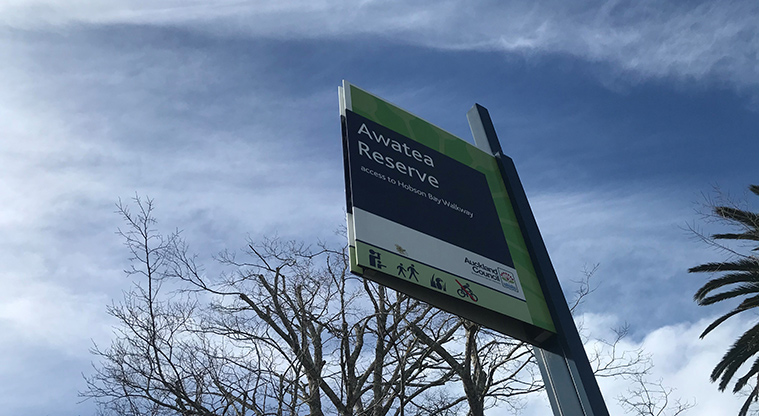 Awatea
Reserve
access to Hobson Bay Walkway
Auckland
Council